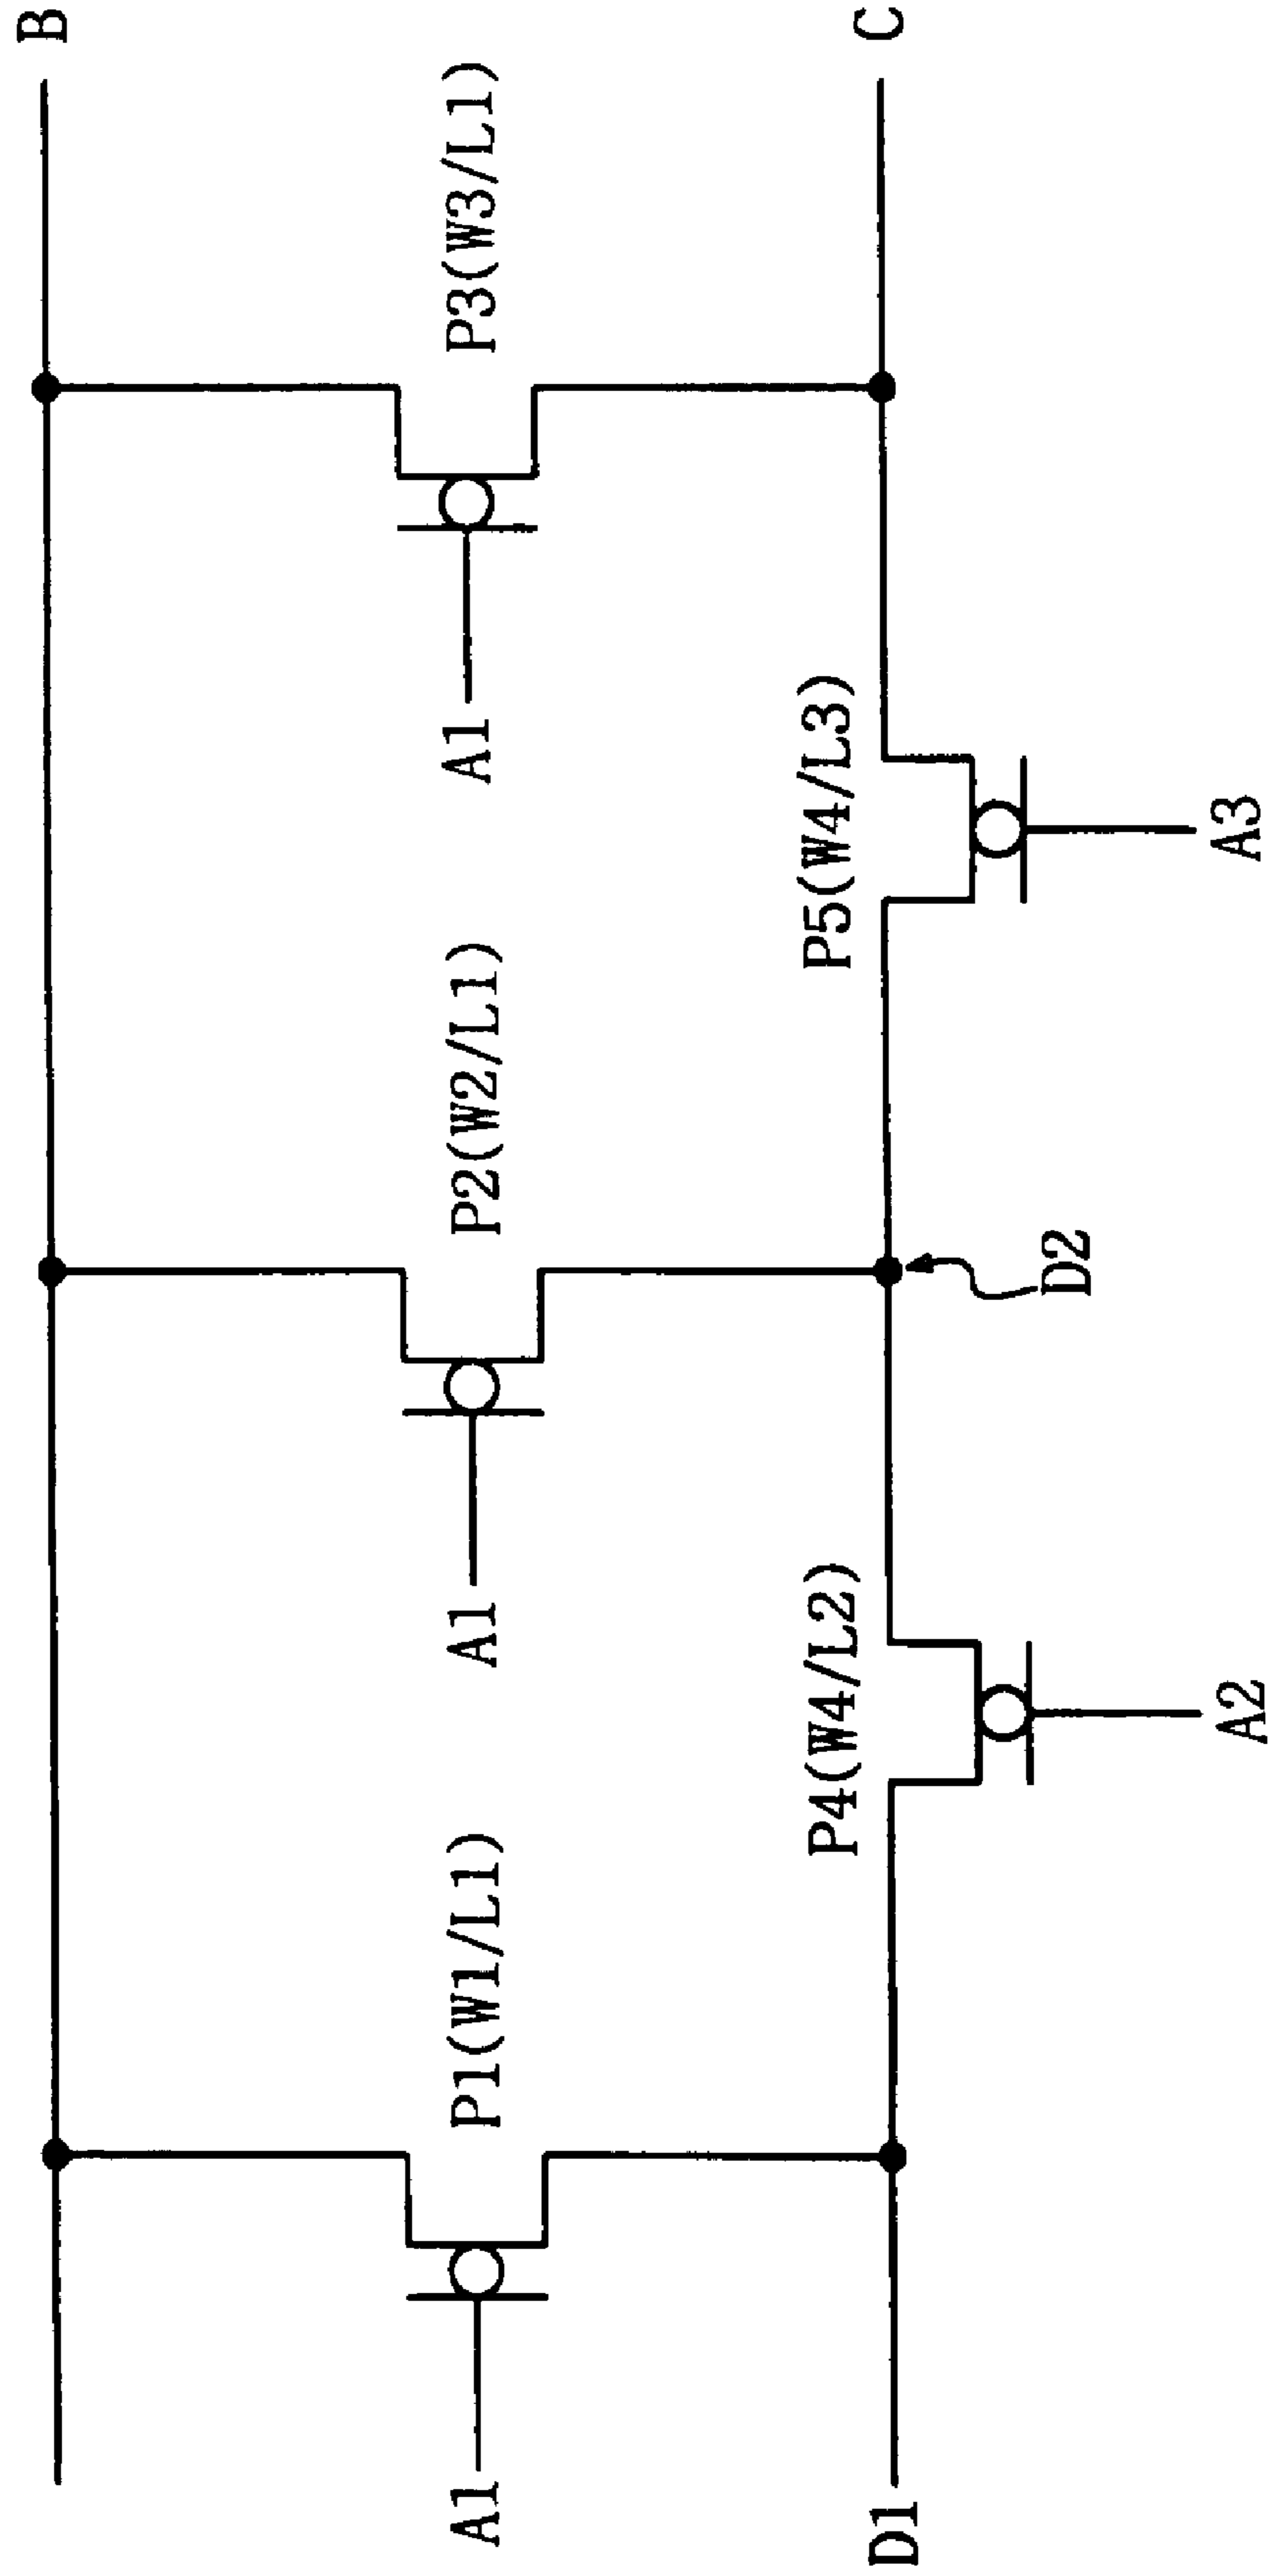 B
P1(W1/L1)
P2(W2/L1)
P3(W3/L1)
A1
A1
A1
P4(W4/L2)
P5(W4/L3)
D1
C
D2
A2
A3